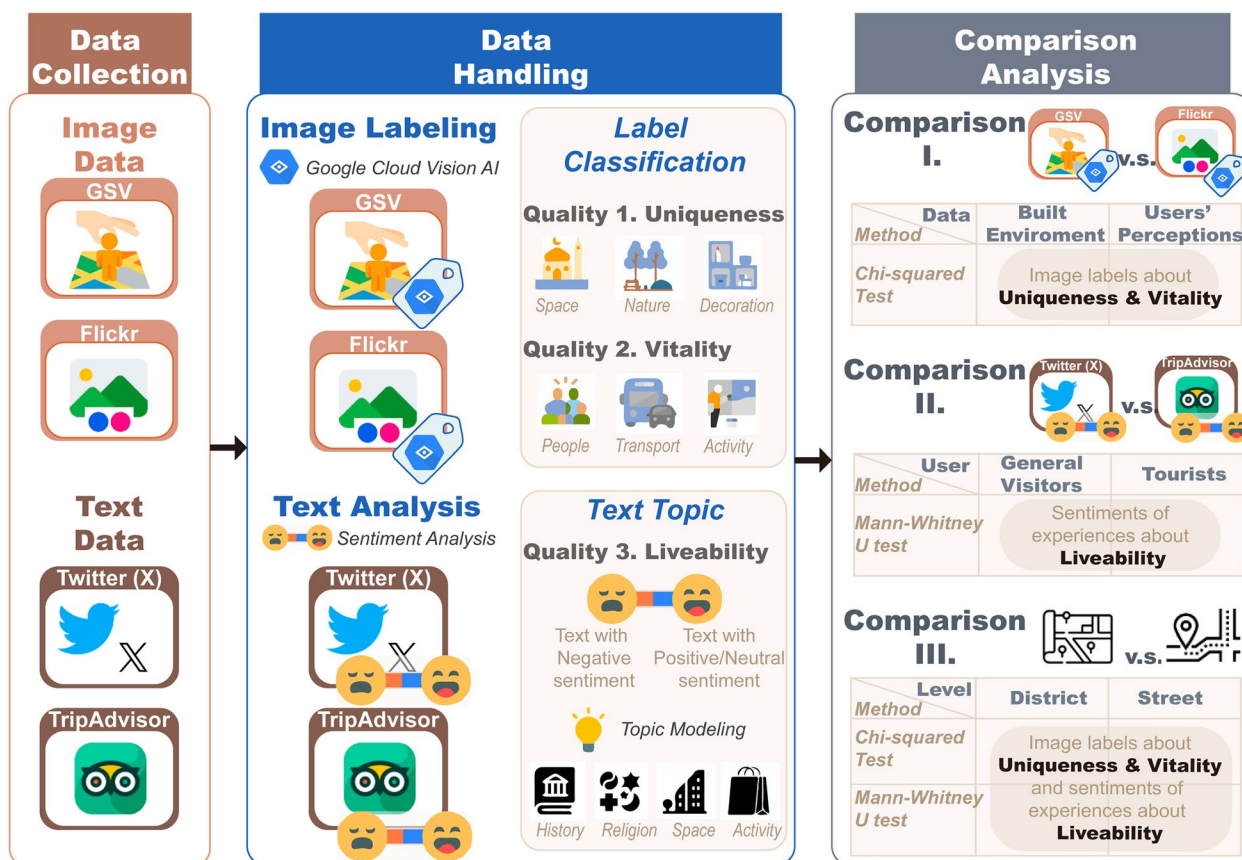 Data
Collection
Image
Data
GSV
Flickr
Text
Data
Twitter (X)
TripAdvisor
Data
Handling
Image Labeling
Google Cloud Vision AI
GSV
Flickr
Text Analysis
Sentiment Analysis
Twitter (X)
TripAdvisor
Label
Classification
Quality 1. Uniqueness
Space Nature Decoration
Quality 2. Vitality
People Transport Activity
Text Topic
Quality 3. Liveability
Text with
Negative
sentiment
Text with
Positive/Neutral
sentiment
Topic Modeling
History Religion Space Activity
Comparison
Analysis
Comparison
I.
GSV
v.s.
Flickr
Data
Method
Built
Enviroment
Users'
Perceptions
Chi-squared
Test
Image labels about
Uniqueness & Vitality
Comparison
II.
Twitter (X)
v.s.
TripAdvisor
User
Method
General
Visitors
Tourists
Mann-Whitney
U test
Sentiments of
experiences about
Liveability
Comparison
III.
v.s.
Level
Method
District
Street
Chi-squared
Test
Mann-Whitney
U test
Image labels about
Uniqueness & Vitality
and sentiments of
experiences about
Liveability